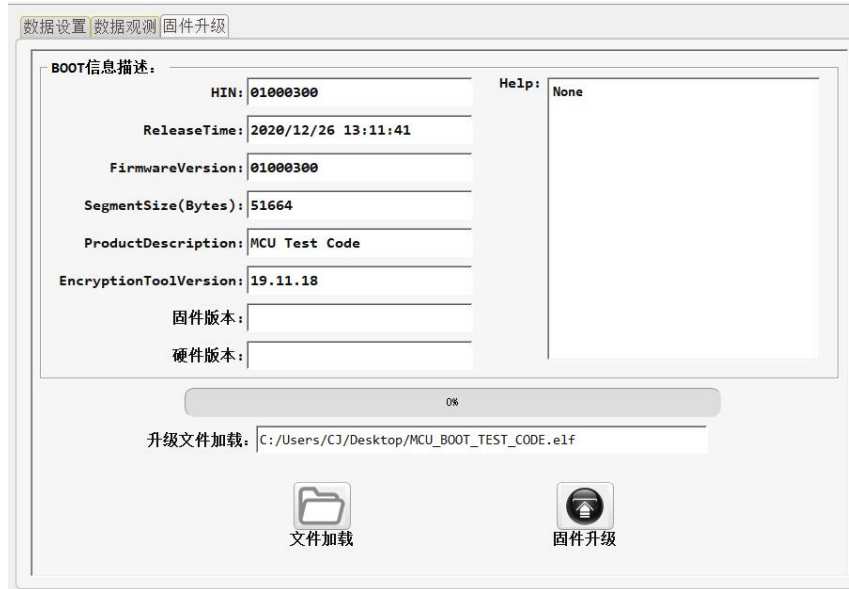 数据设置 数据观测 固件升级
BOOT信息描述:
HIN: 01000300
ReleaseTime: 2020/12/26 13:11:41
FirmwareVersion: 01000300
SegmentSize(Bytes): 51664
ProductDescription: MCU Test Code
EncryptionToolVersion: 19.11.18
固件版本:
硬件版本:
Help: None
0%
升级文件加载: C:/Users/CJ/Desktop/MCU_BOOT_TEST_CODE.elf
文件加载 固件升级